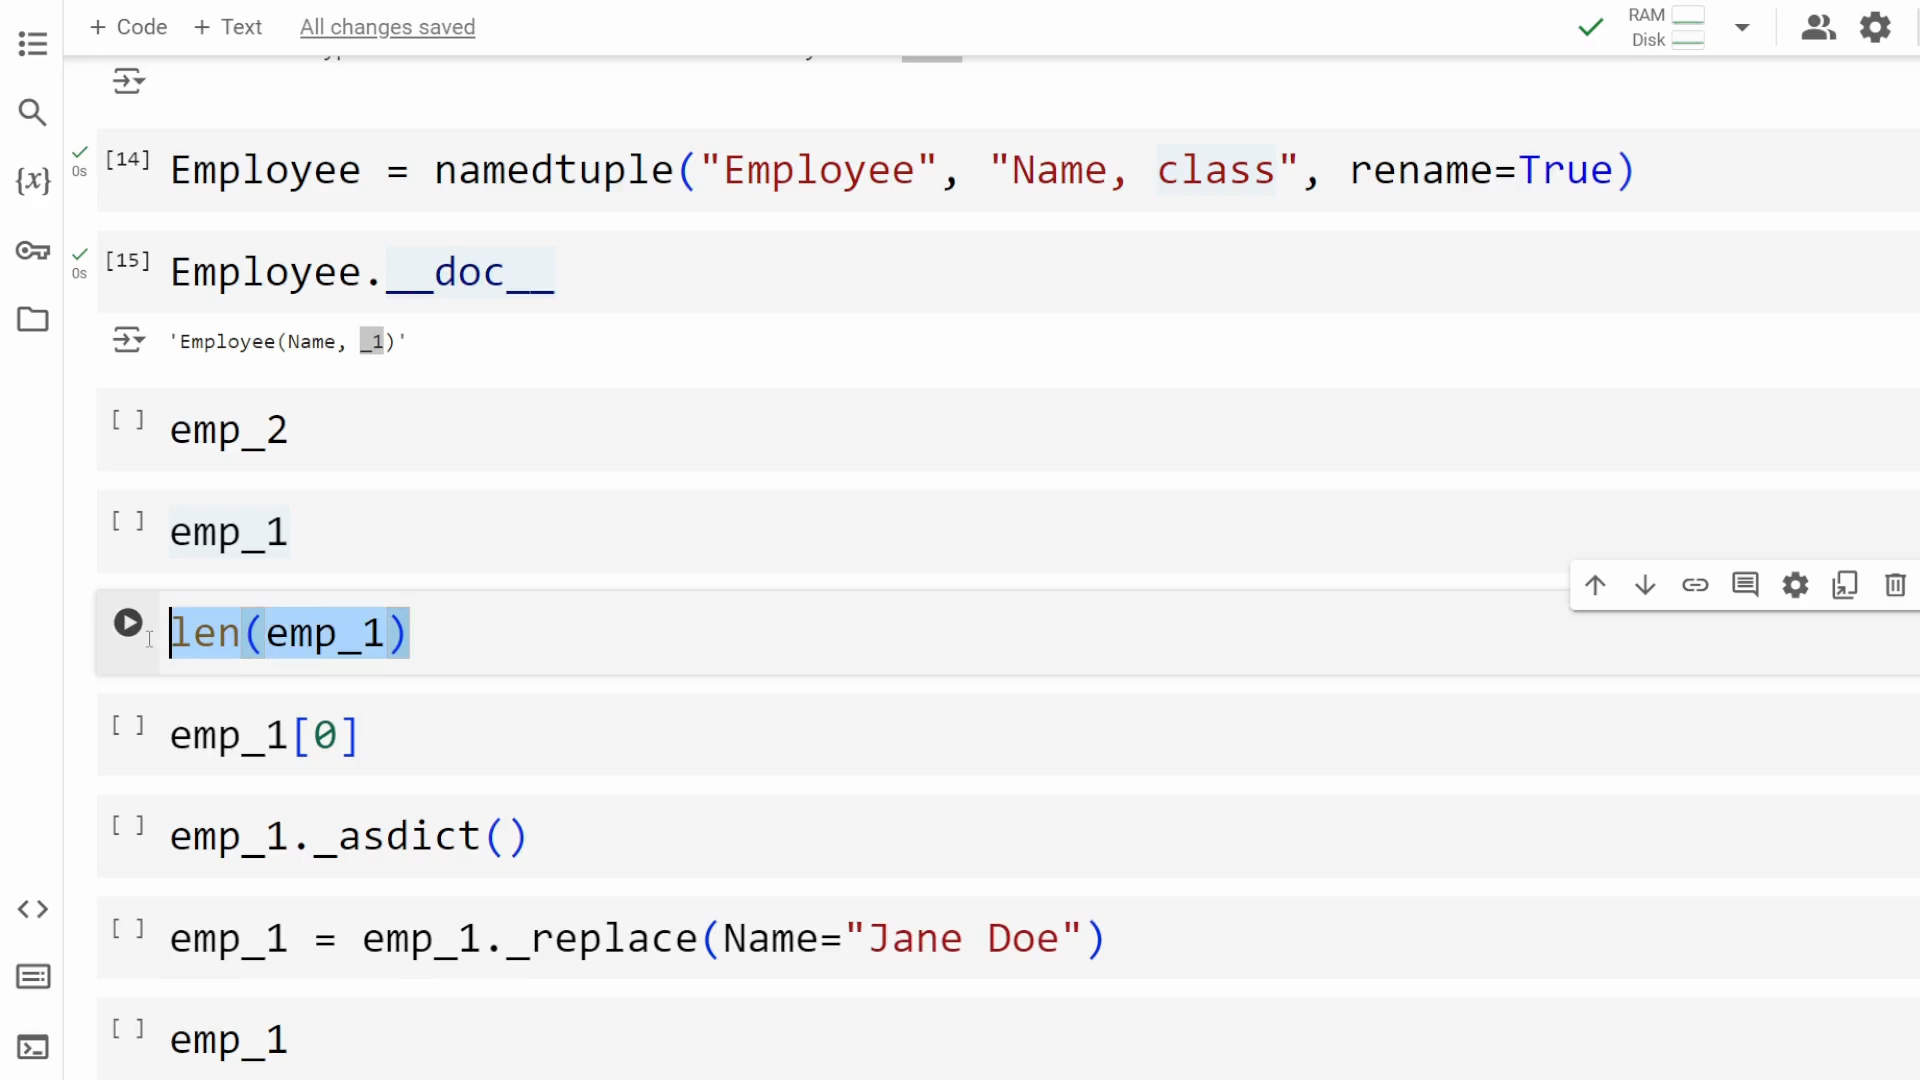 + Code + Text All changes saved
RAM
Disk
[14] Employee = namedtuple("Employee", "Name, class", rename=True)
0s
[15] Employee.__doc__
0s
'Employee(Name, _1)'
[ ] emp_2
[ ] emp_1
len(emp_1)
[ ] emp_1[0]
[ ] emp_1._asdict()
[ ] emp_1 = emp_1._replace(Name="Jane Doe")
[ ] emp_1
{x}